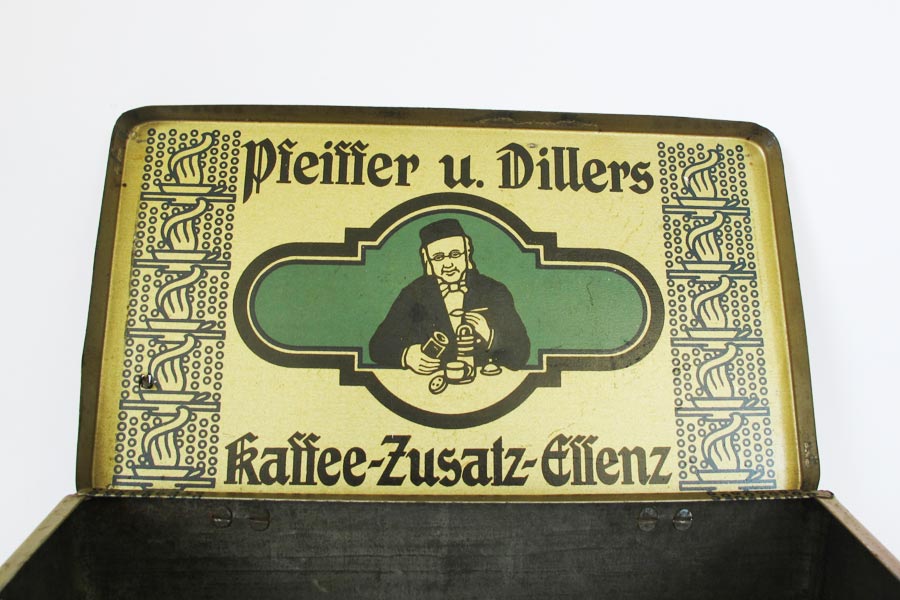 Pfeiffer u. Dillers
Kaffee-Zusatz-Eſſenz